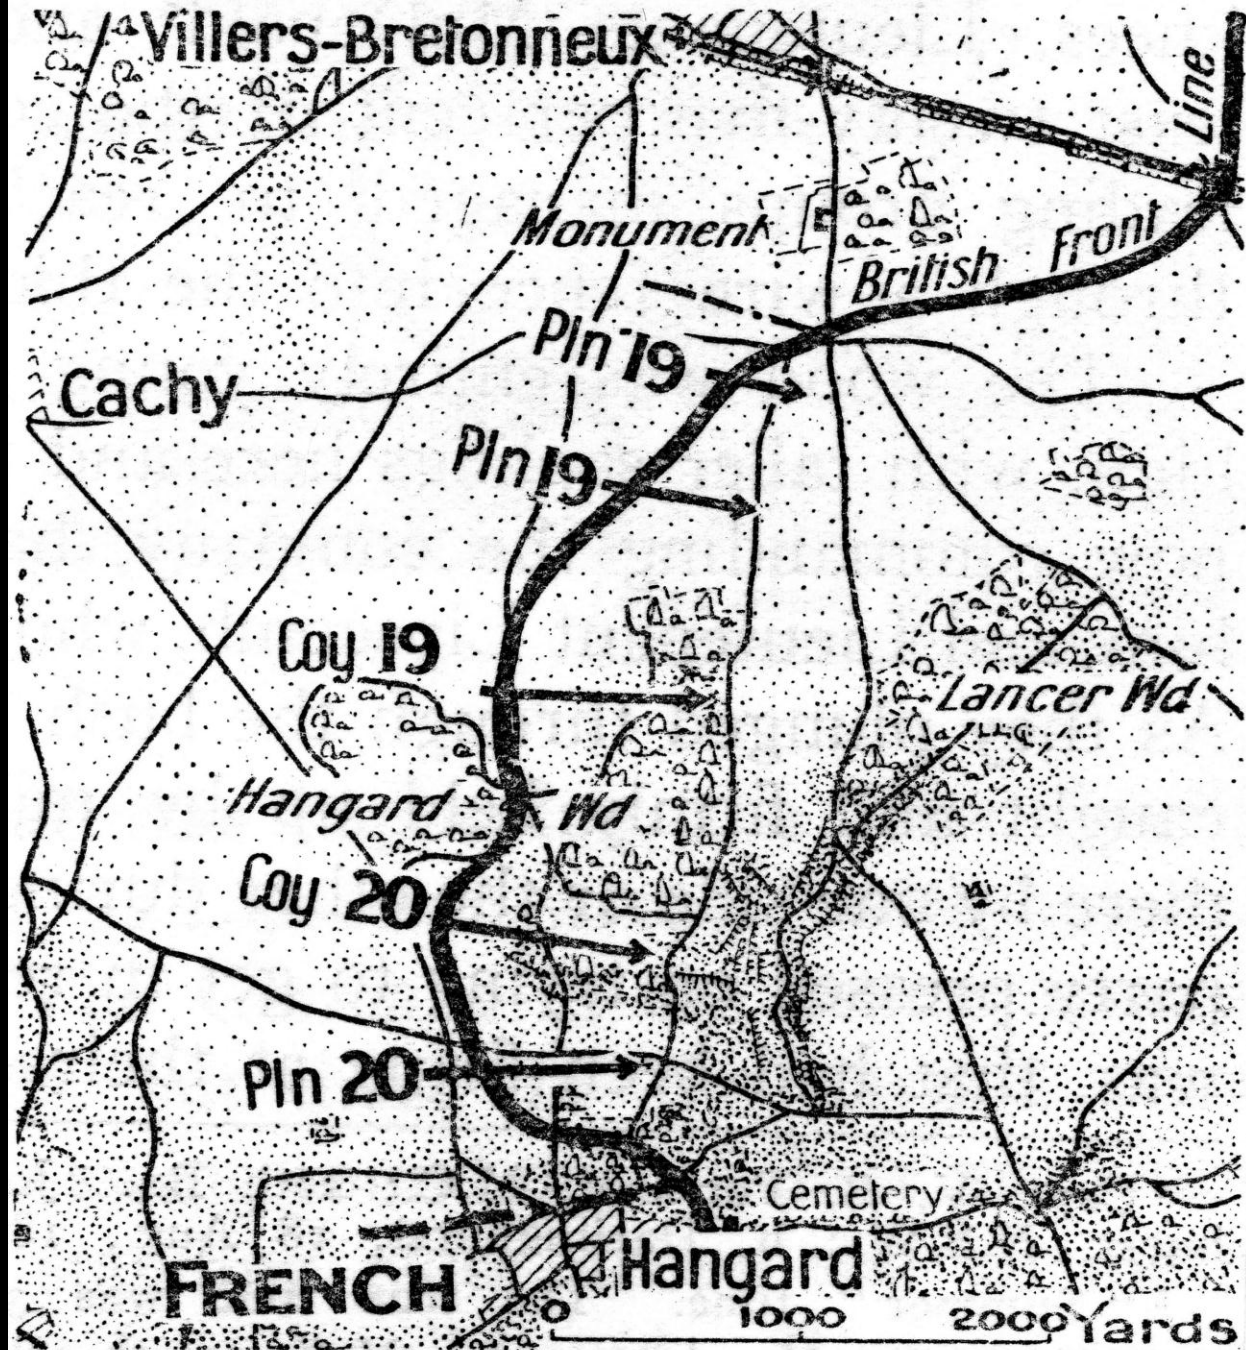 Villers-Bretonneux
Line
Monument
British Front
Pln 19
Cachy
Pln 19
Coy 19
Lancer Wd
Hangard Wd
Coy 20
Pln 20
Cemetery
FRENCH
Hangard
0 1000 2000 Yards